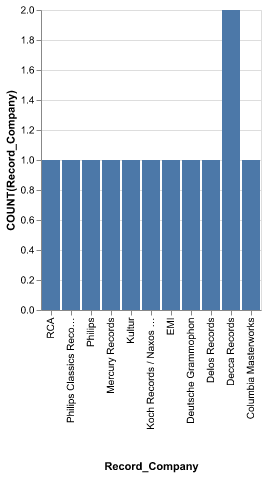 2.0
1.8
1.6
1.4
1.2
1.0
0.8
0.6
0.4
0.2
0.0
COUNT(Record_Company)
RCA
Philips Classics Reco…
Philips
Mercury Records
Kultur
Koch Records / Naxos …
EMI
Deutsche Grammophon
Delos Records
Decca Records
Columbia Masterworks
Record_Company